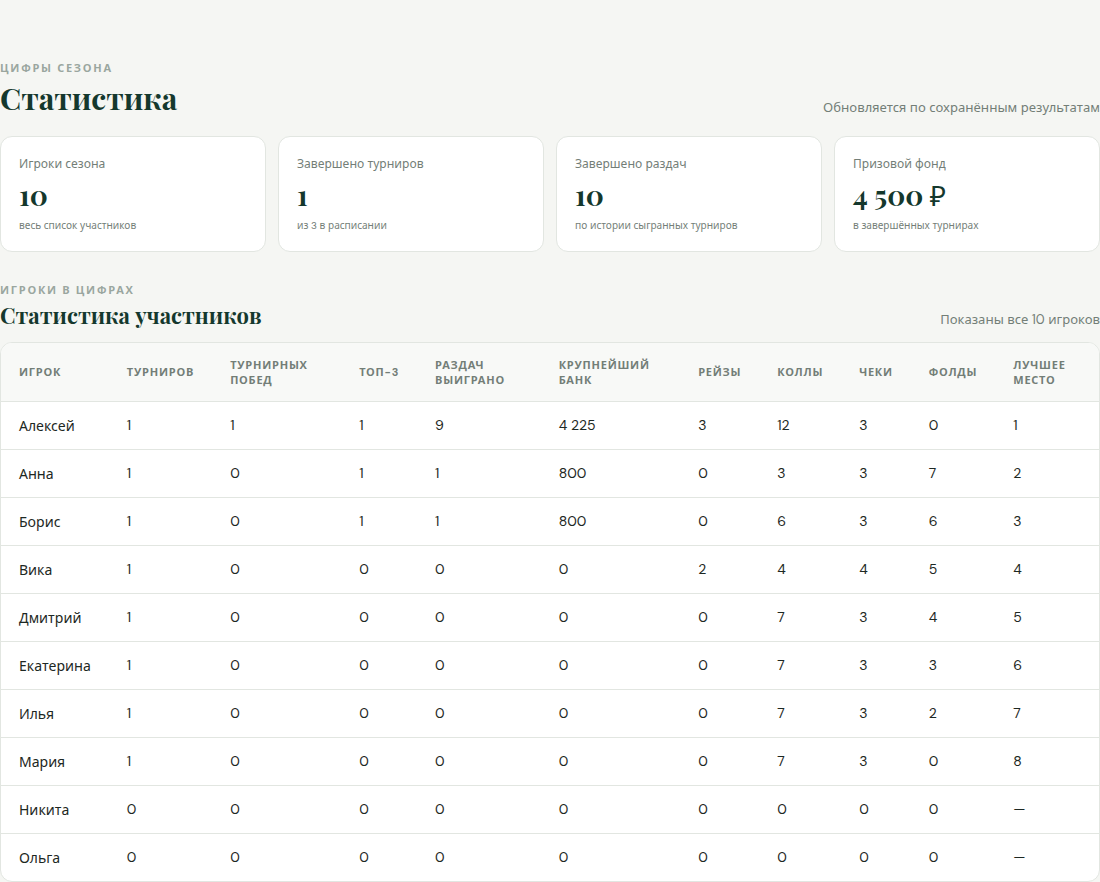 ЦИФРЫ СЕЗОНА
Статистика
Обновляется по сохранённым результатам
Игроки сезона
10
весь список участников
Завершено турниров
1
из 3 в расписании
Завершено раздач
10
по истории сыгранных турниров
Призовой фонд
4 500 ₽
в завершённых турнирах
ИГРОКИ В ЦИФРАХ
Статистика участников
Показаны все 10 игроков
ИГРОК ТУРНИРОВ ТУРНИРНЫХ ПОБЕД ТОП-3 РАЗДАЧ ВЫИГРАНО КРУПНЕЙШИЙ БАНК РЕЙЗЫ КОЛЛЫ ЧЕКИ ФОЛДЫ ЛУЧШЕЕ МЕСТО
Алексей 1 1 1 9 4 225 3 12 3 0 1
Анна 1 0 1 1 800 0 3 3 7 2
Борис 1 0 1 1 800 0 6 3 6 3
Вика 1 0 0 0 0 2 4 4 5 4
Дмитрий 1 0 0 0 0 0 7 3 4 5
Екатерина 1 0 0 0 0 0 7 3 3 6
Илья 1 0 0 0 0 0 7 3 2 7
Мария 1 0 0 0 0 0 7 3 0 8
Никита 0 0 0 0 0 0 0 0 0 —
Ольга 0 0 0 0 0 0 0 0 0 —